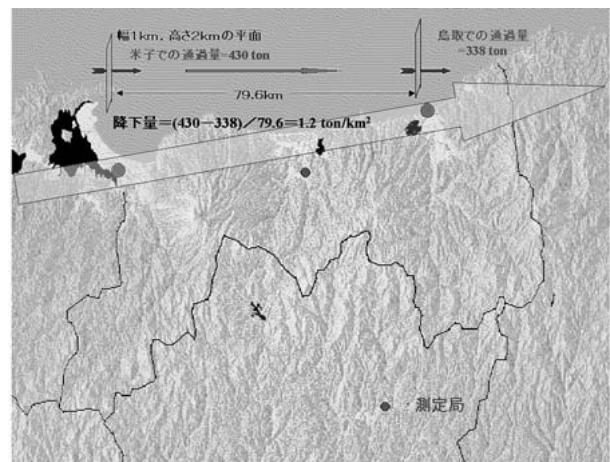 幅1km,高さ2kmの平面
米子での通過量=430 ton
鳥取での通過量
=338 ton
79.6km
降下量=(430-338)/79.6=1.2 ton/km²
測定局